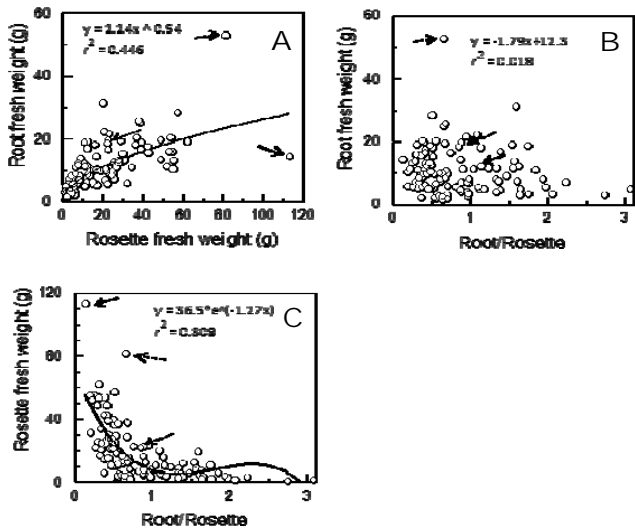 A
y = 2.24x ^ 0.54
r² = 0.446
Root fresh weight (g)
60
40
20
0
0 20 40 60 80 100 120
Rosette fresh weight (g)
B
y = -1.79x+12.3
r² = 0.018
Root fresh weight (g)
60
40
20
0
0 1 2 3
Root/Rosette
C
y = 36.5*e^(-1.27x)
r² = 0.309
Rosette fresh weight (g)
120
80
40
0
0 1 2 3
Root/Rosette